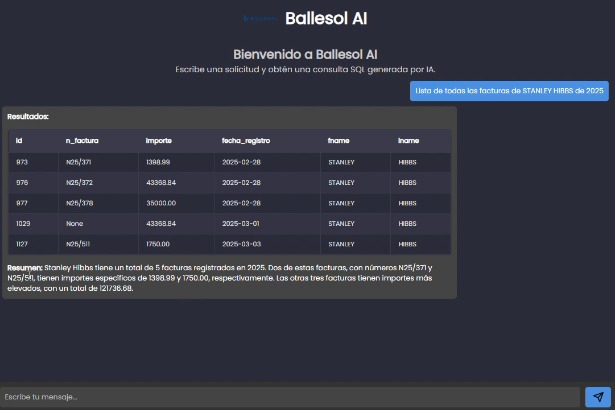 Ballesol AI
Bienvenido a Ballesol AI
Escribe una solicitud y obtén una consulta SQL generada por IA.
Lista de todas las facturas de STANLEY HIBBS de 2025
Resultados:
id n_factura importe fecha_registro fname lname
973 N25/371 1398.99 2025-02-28 STANLEY HIBBS
976 N25/372 43368.84 2025-02-28 STANLEY HIBBS
977 N25/378 35000.00 2025-02-28 STANLEY HIBBS
1029 None 43368.84 2025-03-01 STANLEY HIBBS
1127 N25/511 1750.00 2025-03-03 STANLEY HIBBS
Resumen: Stanley Hibbs tiene un total de 5 facturas registradas en 2025. Dos de estas facturas, con números N25/371 y
N25/511, tienen importes específicos de 1398.99 y 1750.00, respectivamente. Las otras tres facturas tienen importes más
elevados, con un total de 121736.68.
Escribe tu mensaje...